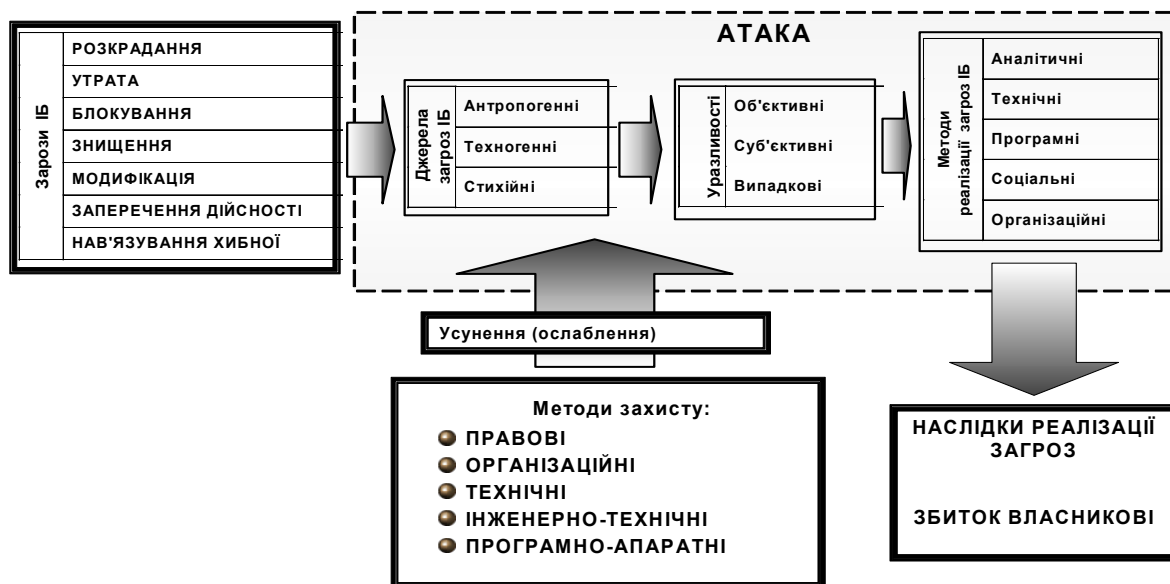 Зарози ІБ
РОЗКРАДАННЯ
УТРАТА
БЛОКУВАННЯ
ЗНИЩЕННЯ
МОДИФІКАЦІЯ
ЗАПЕРЕЧЕННЯ ДІЙСНОСТІ
НАВ'ЯЗУВАННЯ ХИБНОЇ
АТАКА
Джерела
загроз ІБ
Антропогенні
Техногенні
Стихійні
Уразливості
Об'єктивні
Суб'єктивні
Випадкові
Методи
реалізації загроз ІБ
Аналітичні
Технічні
Програмні
Соціальні
Організаційні
Усунення (ослаблення)
Методи захисту:
ПРАВОВІ
ОРГАНІЗАЦІЙНІ
ТЕХНІЧНІ
ІНЖЕНЕРНО-ТЕХНІЧНІ
ПРОГРАМНО-АПАРАТНІ
НАСЛІДКИ РЕАЛІЗАЦІЇ
ЗАГРОЗ
ЗБИТОК ВЛАСНИКОВІ